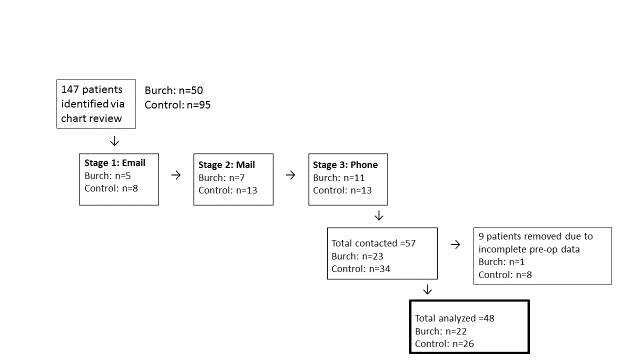 147 patients
identified via
chart review
Burch: n=50
Control: n=95
Stage 1: Email
Burch: n=5
Control: n=8
Stage 2: Mail
Burch: n=7
Control: n=13
Stage 3: Phone
Burch: n=11
Control: n=13
Total contacted =57
Burch: n=23
Control: n=34
9 patients removed due to
incomplete pre-op data
Burch: n=1
Control: n=8
Total analyzed =48
Burch: n=22
Control: n=26